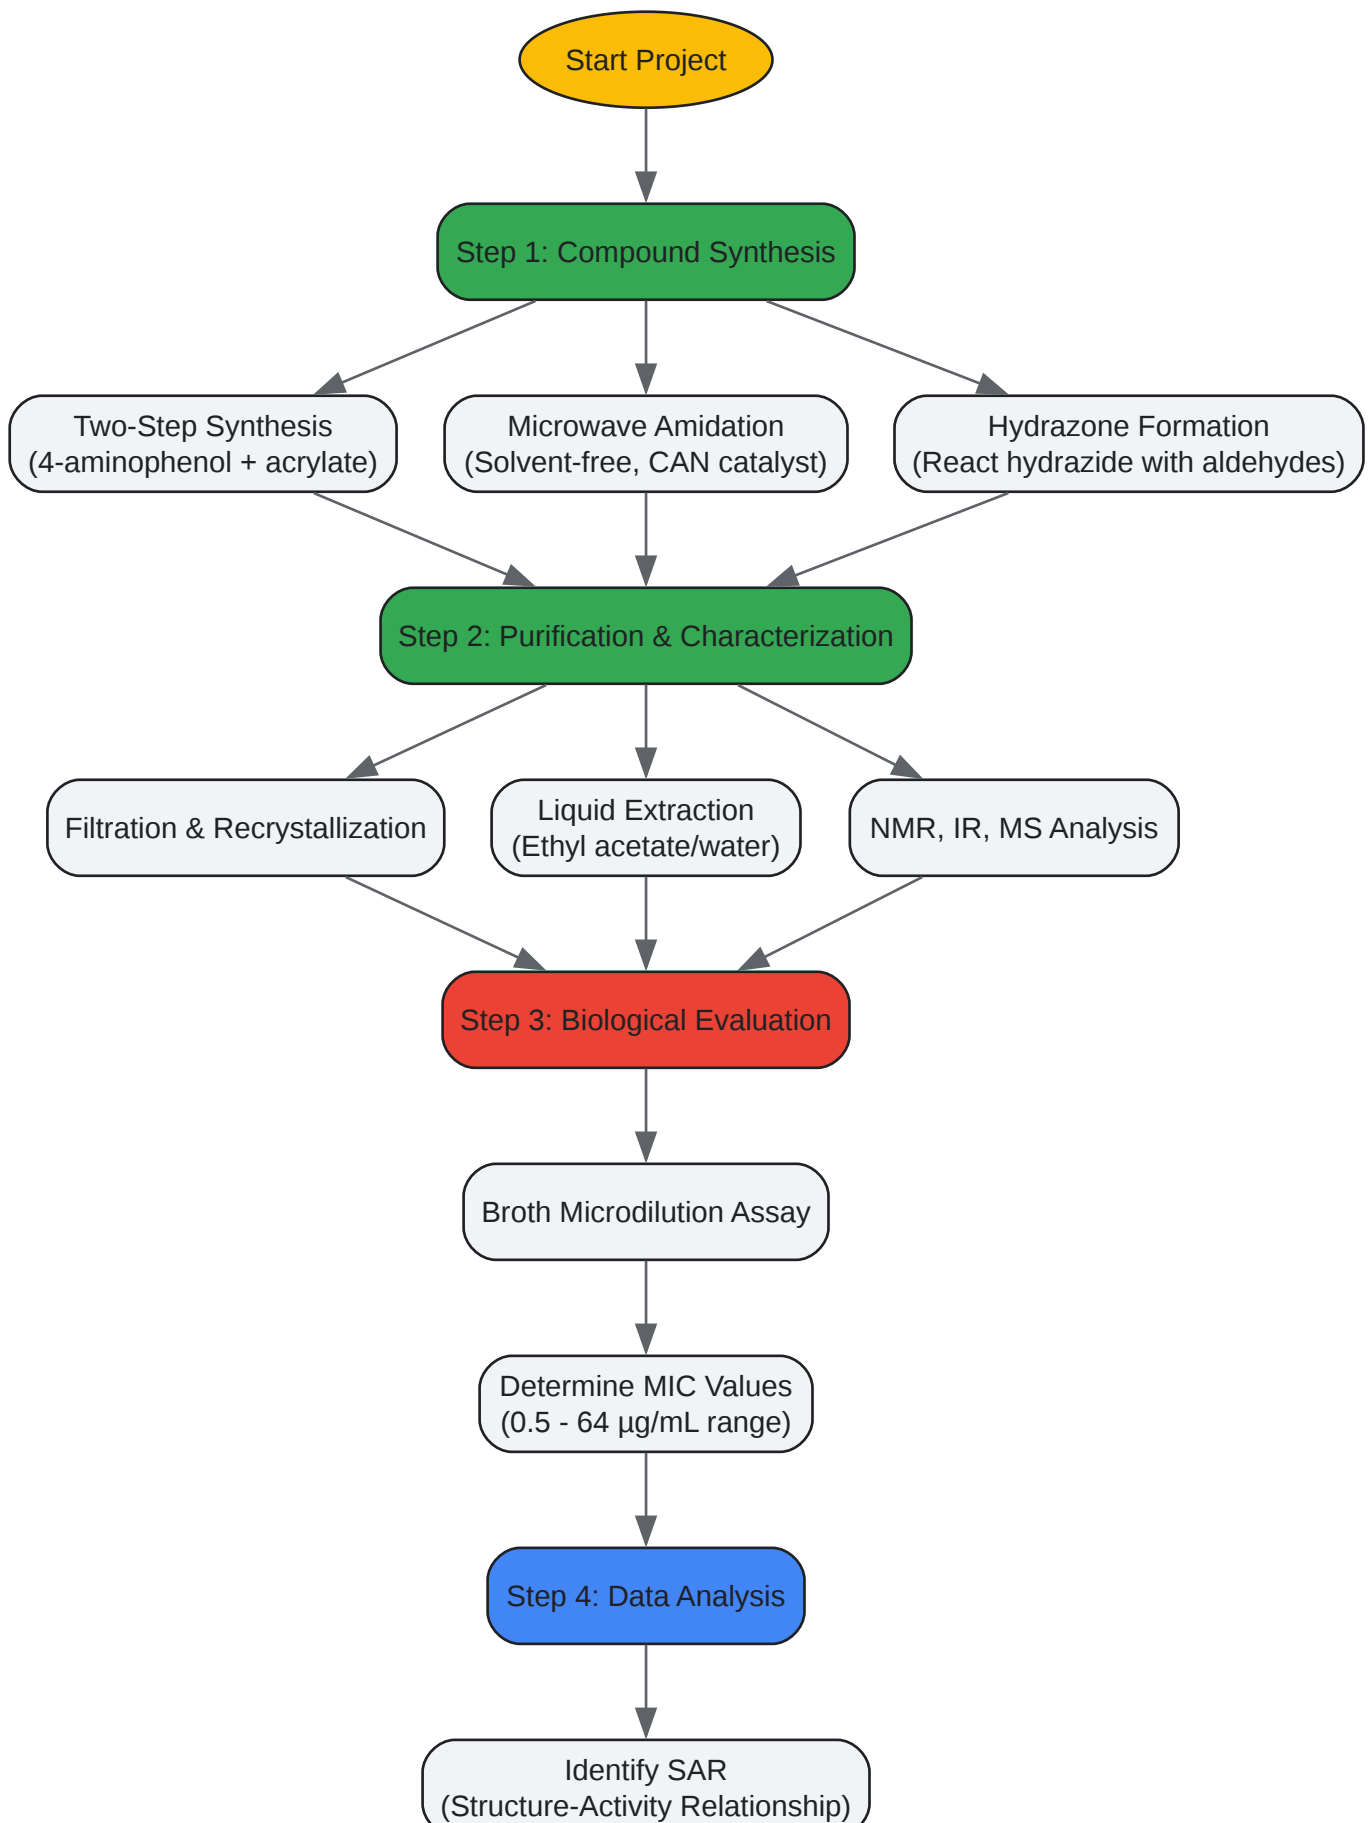 Start Project
Step 1: Compound Synthesis
Two-Step Synthesis
(4-aminophenol + acrylate)
Microwave Amidation
(Solvent-free, CAN catalyst)
Hydrazone Formation
(React hydrazide with aldehydes)
Step 2: Purification & Characterization
Filtration & Recrystallization
Liquid Extraction
(Ethyl acetate/water)
NMR, IR, MS Analysis
Step 3: Biological Evaluation
Broth Microdilution Assay
Determine MIC Values
(0.5 - 64 µg/mL range)
Step 4: Data Analysis
Identify SAR
(Structure-Activity Relationship)